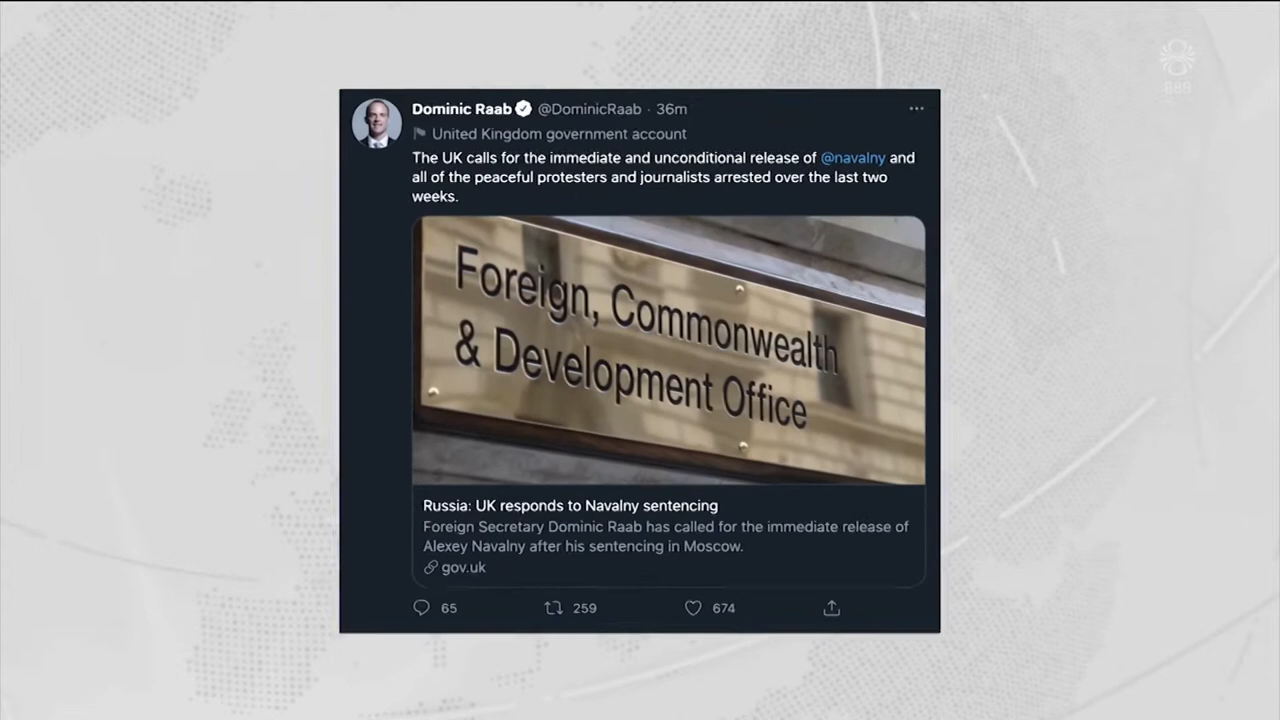 Dominic Raab @DominicRaab · 36m
United Kingdom government account
The UK calls for the immediate and unconditional release of @navalny and
all of the peaceful protesters and journalists arrested over the last two
weeks.
Foreign, Commonwealth
& Development Office
Russia: UK responds to Navalny sentencing
Foreign Secretary Dominic Raab has called for the immediate release of
Alexey Navalny after his sentencing in Moscow.
gov.uk
65 259 674